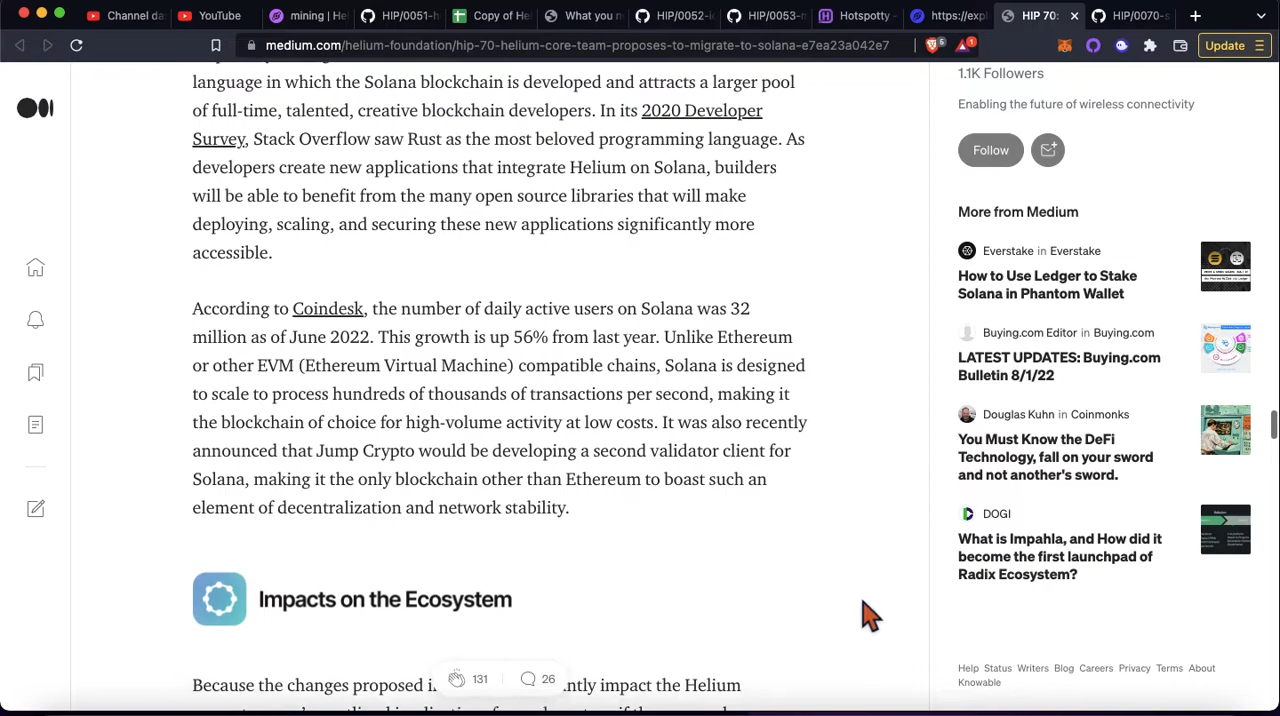 Channel das
YouTube
mining | Hel
HIP/0051-h
Copy of Hel
What you n
HIP/0052-lo
HIP/0053-m
Hotspotty -
https://expl
HIP 70:
HIP/0070-s
medium.com/helium-foundation/hip-70-helium-core-team-proposes-to-migrate-to-solana-e7ea23a042e7
5
1
Update
language in which the Solana blockchain is developed and attracts a larger pool
of full-time, talented, creative blockchain developers. In its 2020 Developer
Survey, Stack Overflow saw Rust as the most beloved programming language. As
developers create new applications that integrate Helium on Solana, builders
will be able to benefit from the many open source libraries that will make
deploying, scaling, and securing these new applications significantly more
accessible.
According to Coindesk, the number of daily active users on Solana was 32
million as of June 2022. This growth is up 56% from last year. Unlike Ethereum
or other EVM (Ethereum Virtual Machine) compatible chains, Solana is designed
to scale to process hundreds of thousands of transactions per second, making it
the blockchain of choice for high-volume activity at low costs. It was also recently
announced that Jump Crypto would be developing a second validator client for
Solana, making it the only blockchain other than Ethereum to boast such an
element of decentralization and network stability.
Impacts on the Ecosystem
131
26
Because the changes proposed i ntly impact the Helium
1.1K Followers
Enabling the future of wireless connectivity
Follow
More from Medium
Everstake in Everstake
How to Use Ledger to Stake
Solana in Phantom Wallet
Buying.com Editor in Buying.com
LATEST UPDATES: Buying.com
Bulletin 8/1/22
Douglas Kuhn in Coinmonks
You Must Know the DeFi
Technology, fall on your sword
and not another's sword.
DOGI
What is Impahla, and How did it
become the first launchpad of
Radix Ecosystem?
Help Status Writers Blog Careers Privacy Terms About
Knowable